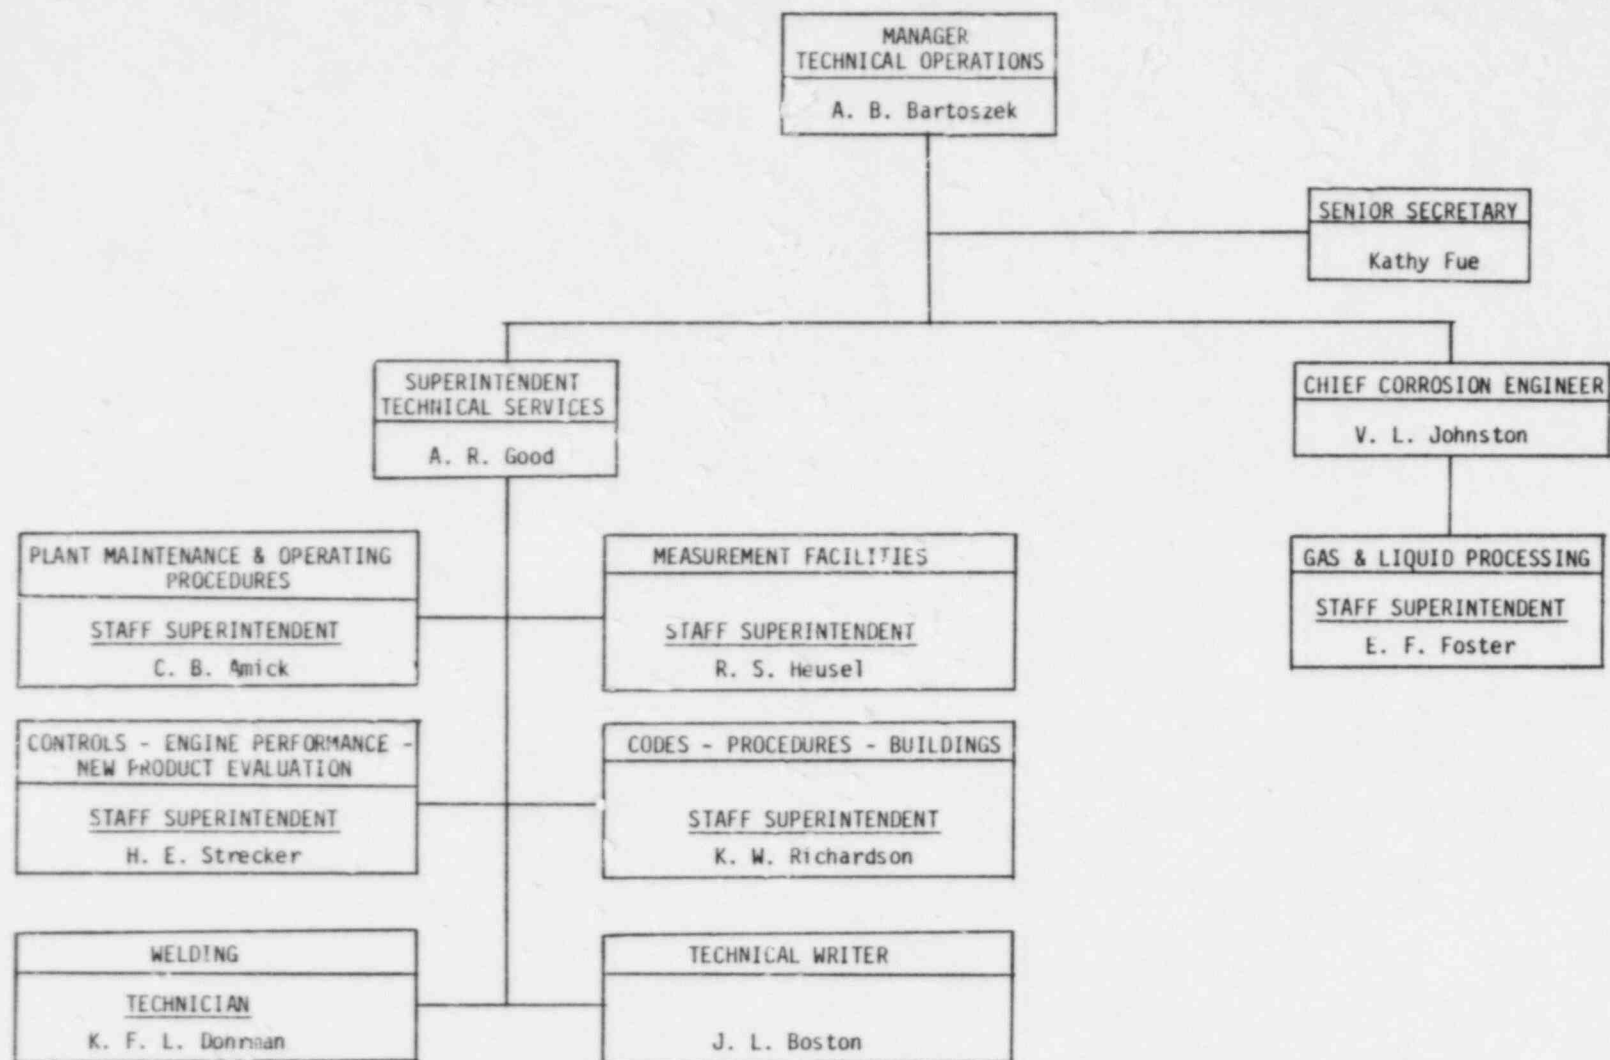 MANAGER
TECHNICAL OPERATIONS
A. B. Bartoszek
SENIOR SECRETARY
Kathy Fue
SUPERINTENDENT
TECHNICAL SERVICES
A. R. Good
CHIEF CORROSION ENGINEER
V. L. Johnston
PLANT MAINTENANCE & OPERATING
PROCEDURES
STAFF SUPERINTENDENT
C. B. Amick
MEASUREMENT FACILITIES
STAFF SUPERINTENDENT
R. S. Heusel
GAS & LIQUID PROCESSING
STAFF SUPERINTENDENT
E. F. Foster
CONTROLS - ENGINE PERFORMANCE -
NEW PRODUCT EVALUATION
STAFF SUPERINTENDENT
H. E. Strecker
CODES - PROCEDURES - BUILDINGS
STAFF SUPERINTENDENT
K. W. Richardson
WELDING
TECHNICIAN
K. F. L.
TECHNICAL WRITER
J. L. Boston